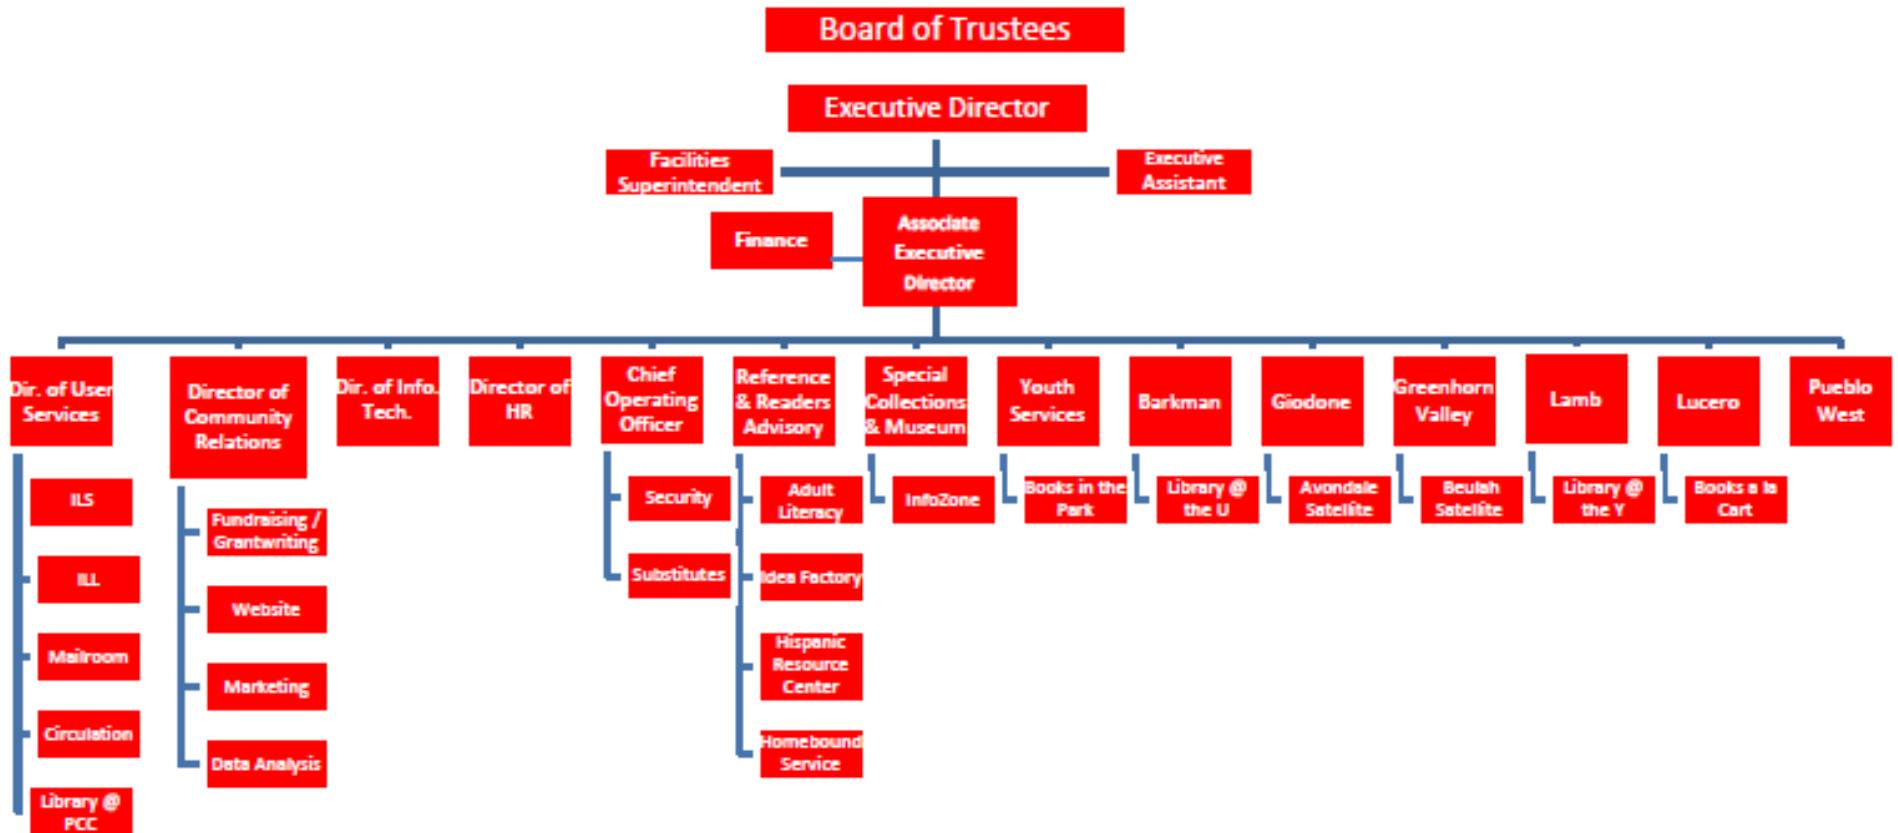 Board of Trustees
Executive Director
Facilities
Superintendent
Executive
Assistant
Finance
Associate
Executive
Director
Dir. of User
Services
Director of
Community
Relations
Dir. of Info.
Tech.
Director of
HR
Chief
Operating
Officer
Reference
& Readers
Advisory
Special
Collections
& Museum
Youth
Services
Barkman
Giodone
Greenhorn
Valley
Lamb
Lucero
Pueblo
West
ILS
ILL
Mailroom
Circulation
Library @
PCC
Fundraising /
Grantwriting
Website
Marketing
Data Analysis
Security
Substitutes
Adult
Literacy
Idea Factory
Hispanic
Resource
Center
Homebound
Service
InfoZone
Books in the
Park
Library @
the U
Avondale
Satellite
Beulah
Satellite
Library @
the Y
Books a la
Cart